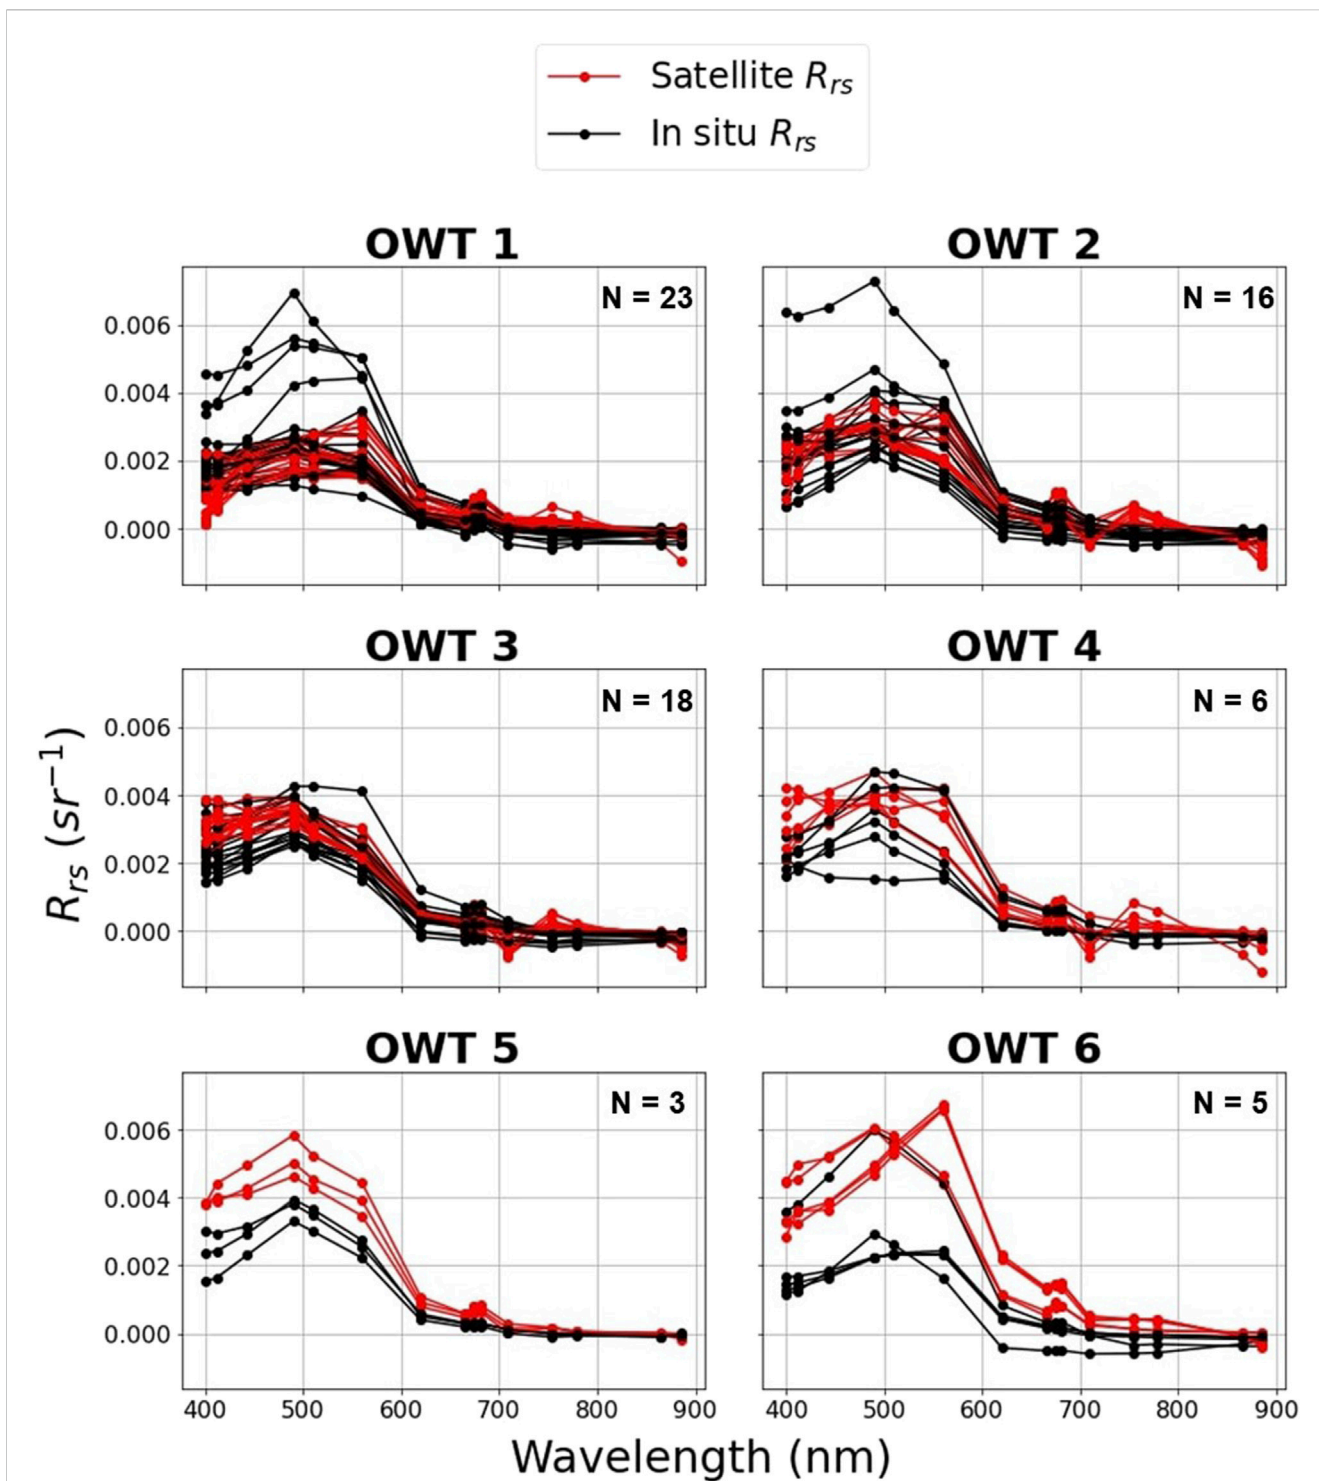 Satellite Rrs
In situ Rrs
OWT 1
OWT 2
N = 23
N = 16
0.006
0.004
0.002
0.000
OWT 3
OWT 4
N = 18
N = 6
0.006
0.004
0.002
0.000
Rrs (sr−1)
OWT 5
OWT 6
N = 3
N = 5
0.006
0.004
0.002
0.000
400 500 600 700 800 900
400 500 600 700 800 900
Wavelength (nm)